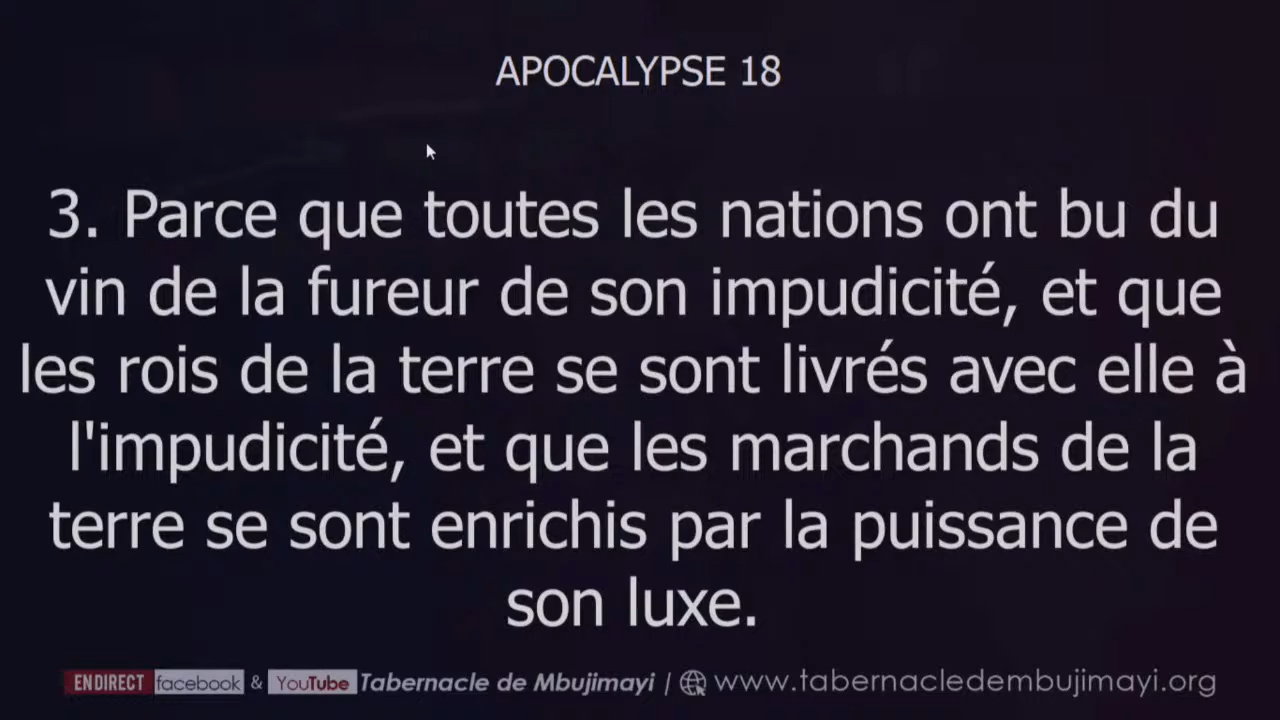 APOCALYPSE 18
3. Parce que toutes les nations ont bu du
vin de la fureur de son impudicité, et que
les rois de la terre se sont livrés avec elle à
l'impudicité, et que les marchands de la
terre se sont enrichis par la puissance de
son luxe.
EN DIRECT facebook & YouTube Tabernacle de Mbujimayi | www.tabernacledembujimayi.org